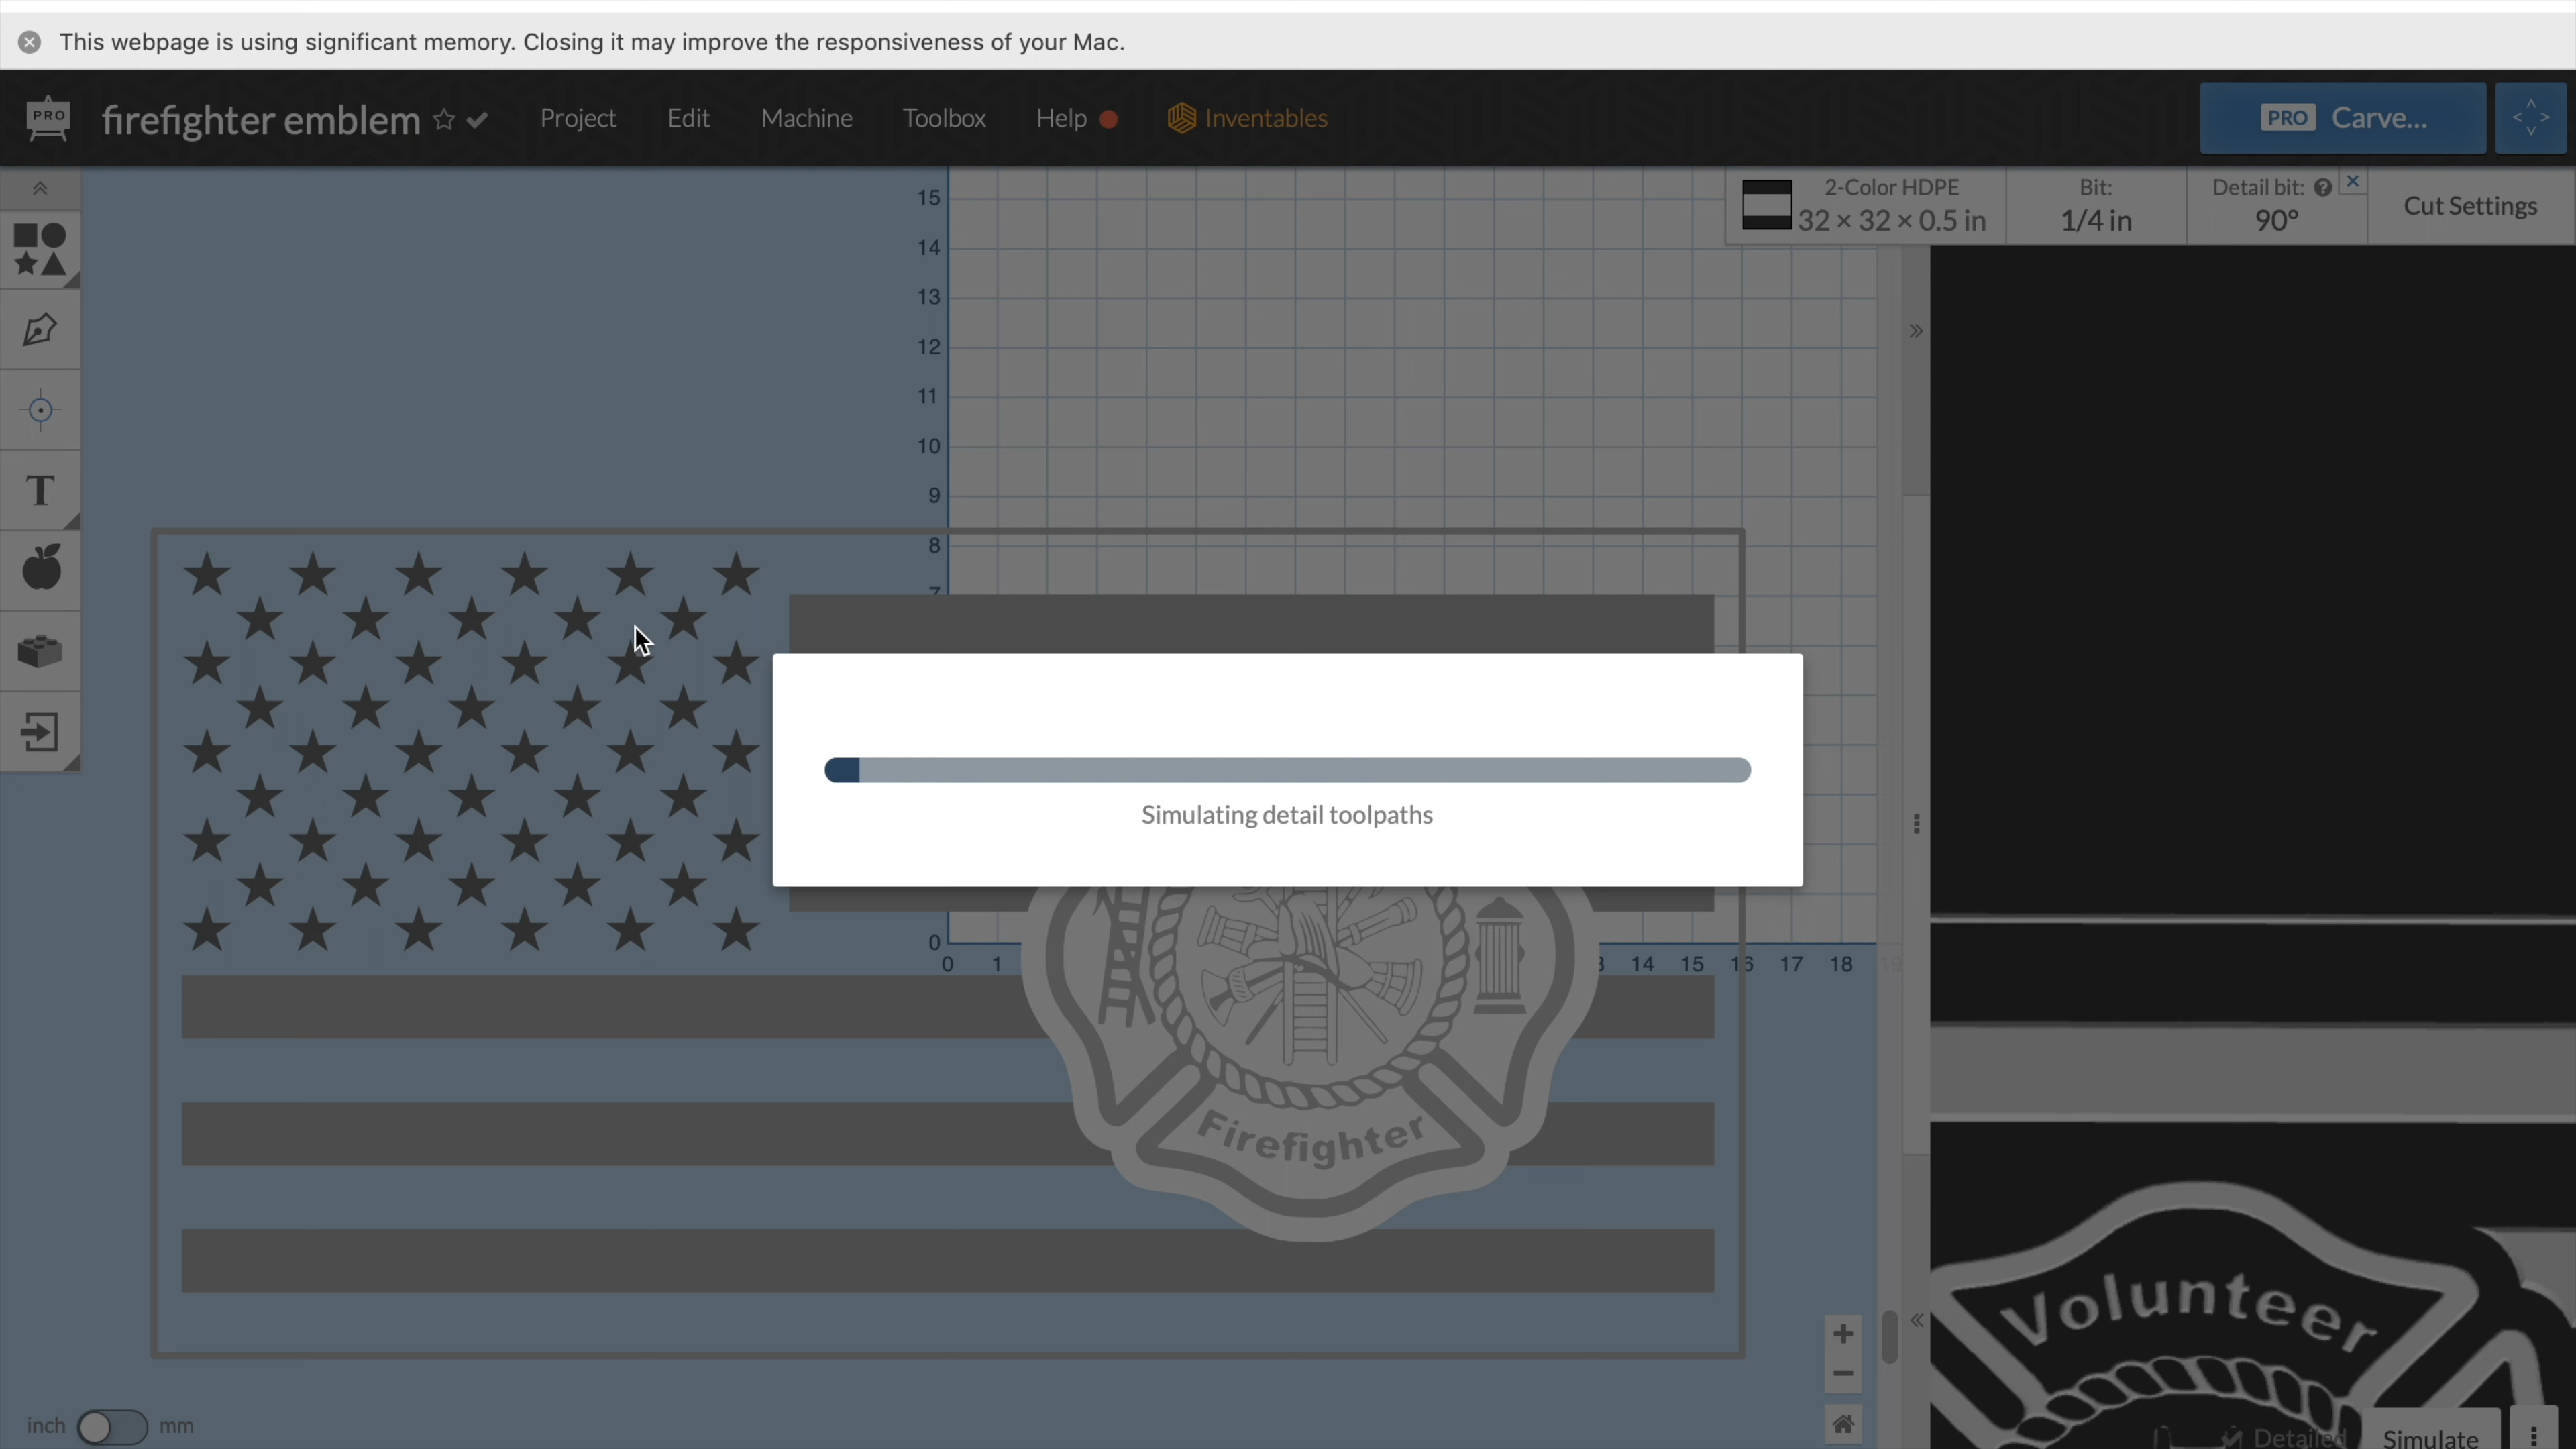 This webpage is using significant memory. Closing it may improve the responsiveness of your Mac.
PRO
firefighter emblem
Project
Edit
Machine
Toolbox
Help
Inventables
PRO Carve...
2-Color HDPE
32 × 32 × 0.5 in
Bit:
1/4 in
Detail bit:
90°
Cut Settings
15
14
13
12
11
10
9
8
7
0
0 1 14 15 16 17 18 19
T
Simulating detail toolpaths
Firefighter
Volunteer
inch
mm
Detailed
Simulate